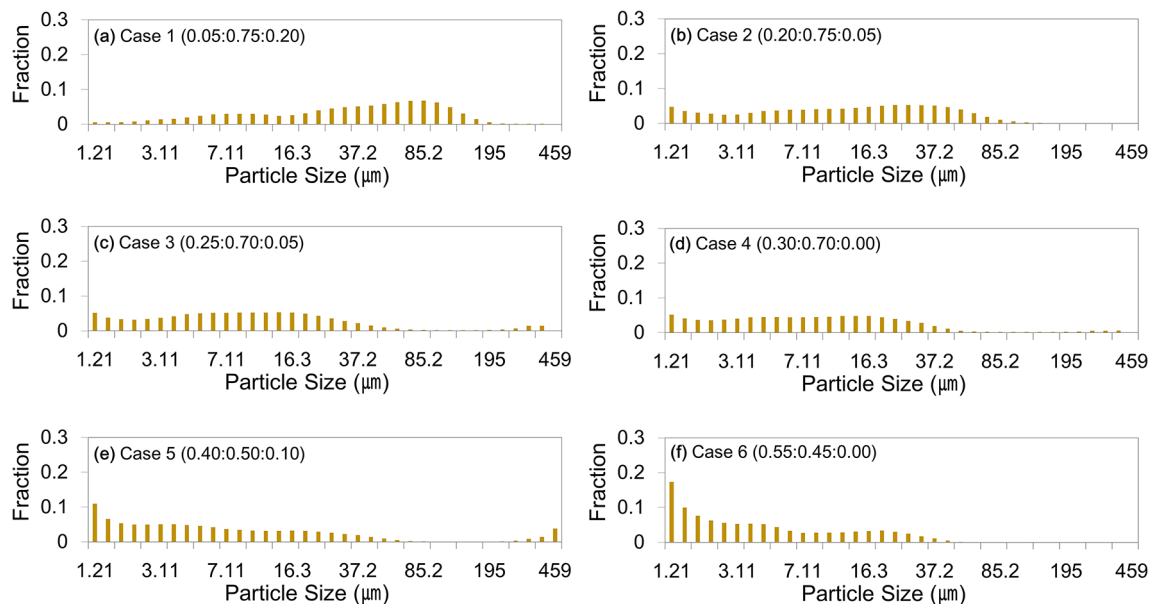 (a) Case 1 (0.05:0.75:0.20)
0.3
0.2
0.1
0
Fraction
1.21 3.11 7.11 16.3 37.2 85.2 195 459
Particle Size (㎛)
(b) Case 2 (0.20:0.75:0.05)
0.3
0.2
0.1
0
Fraction
1.21 3.11 7.11 16.3 37.2 85.2 195 459
Particle Size (㎛)
(c) Case 3 (0.25:0.70:0.05)
0.3
0.2
0.1
0
Fraction
1.21 3.11 7.11 16.3 37.2 85.2 195 459
Particle Size (㎛)
(d) Case 4 (0.30:0.70:0.00)
0.3
0.2
0.1
0
Fraction
1.21 3.11 7.11 16.3 37.2 85.2 195 459
Particle Size (㎛)
(e) Case 5 (0.40:0.50:0.10)
0.3
0.2
0.1
0
Fraction
1.21 3.11 7.11 16.3 37.2 85.2 195 459
Particle Size (㎛)
(f) Case 6 (0.55:0.45:0.00)
0.3
0.2
0.1
0
Fraction
1.21 3.11 7.11 16.3 37.2 85.2 195 459
Particle Size (㎛)